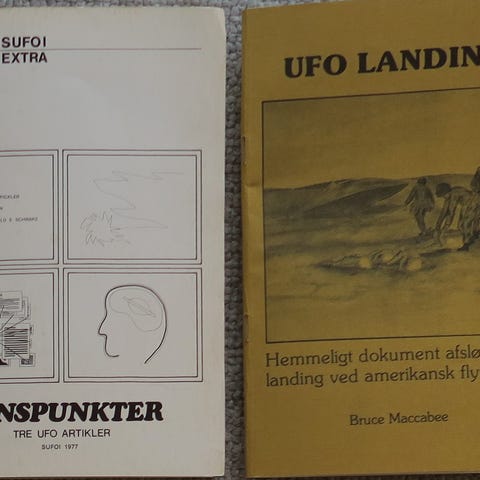 SUFOI
EXTRA
NSPUNKTER
TRE UFO ARTIKLER
SUFOI 1977
UFO LANDIN
Hemmeligt dokument afslø
landing ved amerikansk fly
Bruce Maccabee